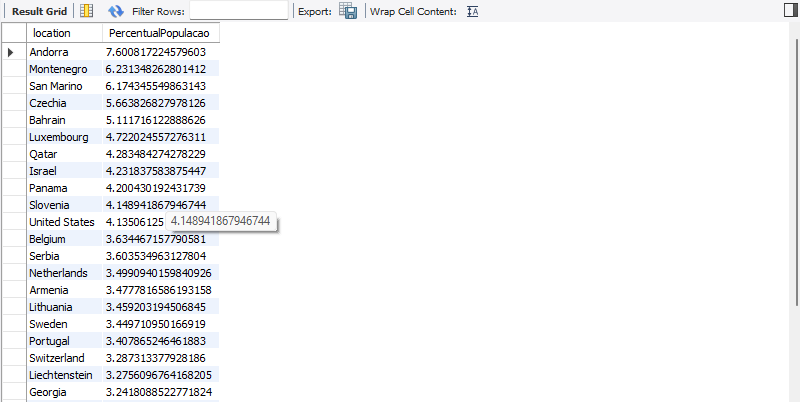 Result Grid Filter Rows: Export: Wrap Cell Content:
location PercentualPopulacao
Andorra 7.600817224579603
Montenegro 6.231348262801412
San Marino 6.174345549863143
Czechia 5.663826827978126
Bahrain 5.111716122888626
Luxembourg 4.722024557276311
Qatar 4.283484274278229
Israel 4.231837583875447
Panama 4.200430192431739
Slovenia 4.148941867946744
United States 4.13506125 4.148941867946744
Belgium 3.634467157790581
Serbia 3.603534963127804
Netherlands 3.4990940159840926
Armenia 3.4777816586193158
Lithuania 3.459203194506845
Sweden 3.449710950166919
Portugal 3.407865246461883
Switzerland 3.287313377928186
Liechtenstein 3.2756096764168205
Georgia 3.2418088522771824